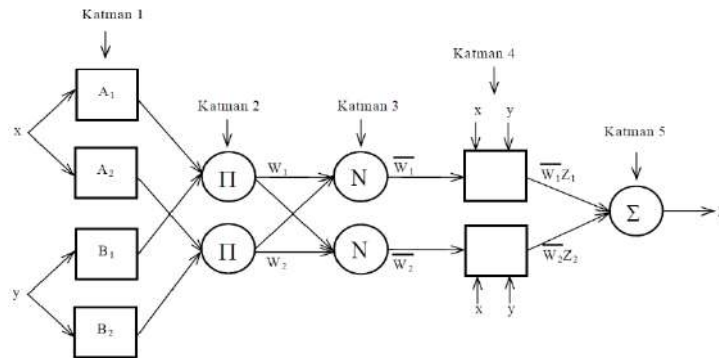 Katman 1
Katman 2
Katman 3
Katman 4
Katman 5
x
y
A₁
A₂
B₁
B₂
Π
Π
W₁
W₂
N
N
W̅₁
W̅₂
x y
x y
W̅₁Z₁
W̅₂Z₂
Σ